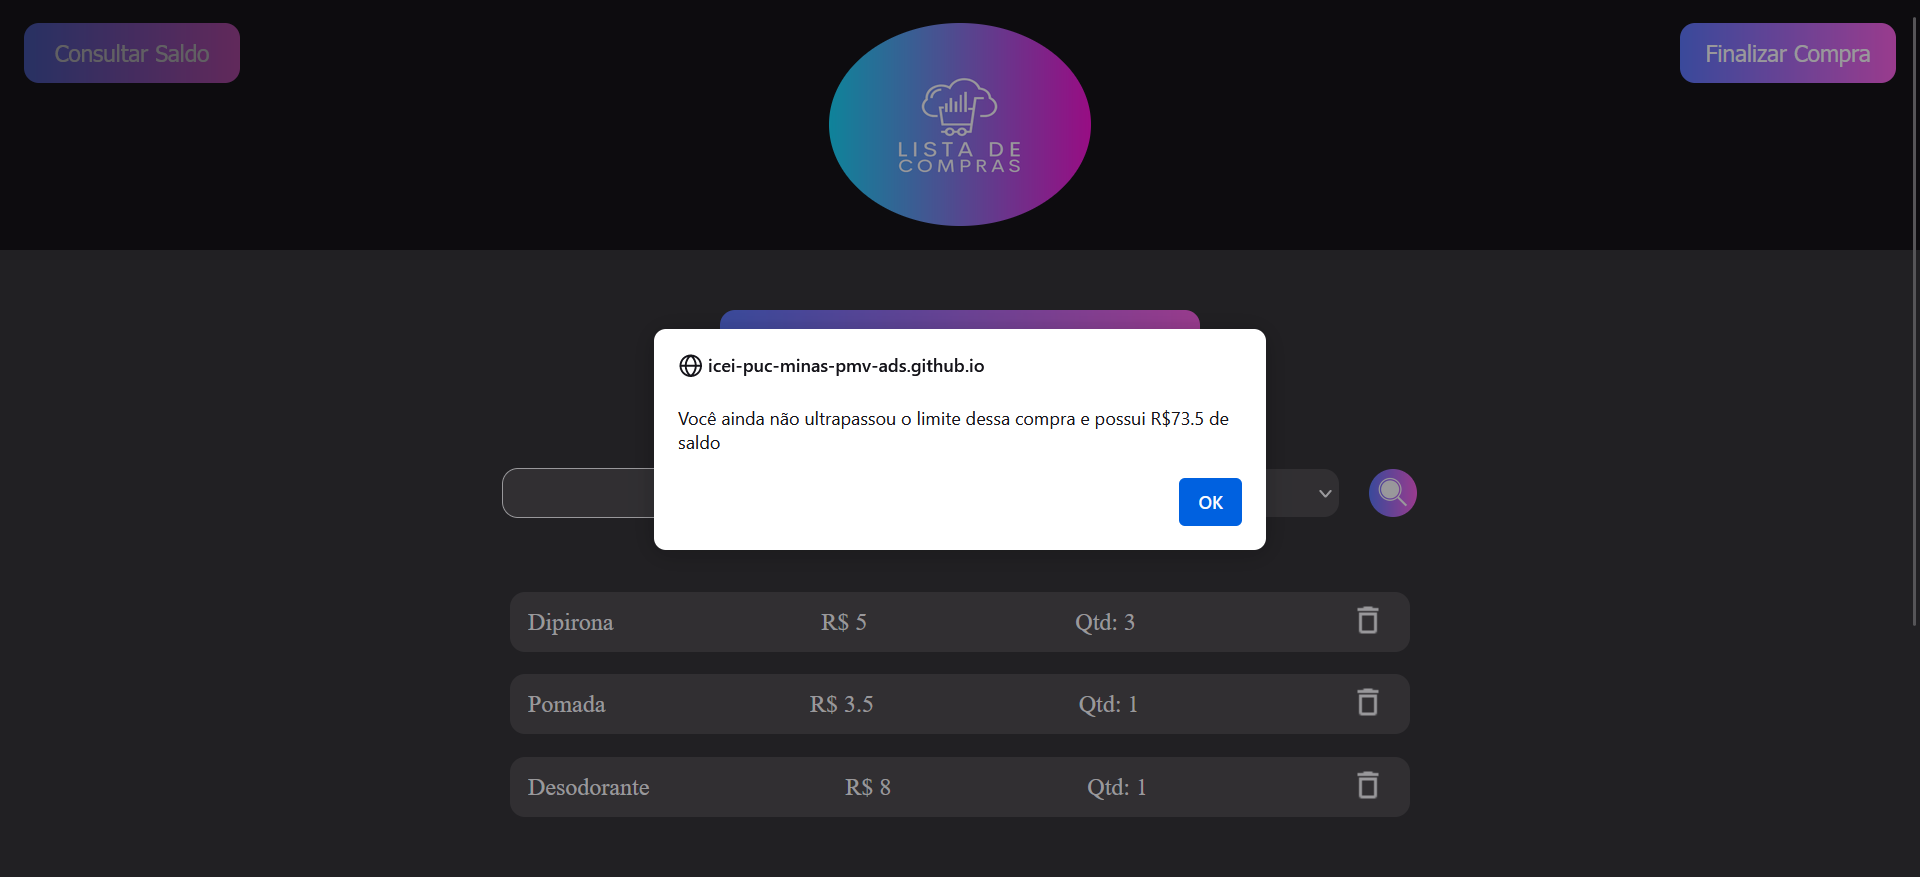 Consultar Saldo
LISTA DE
COMPRAS
Finalizar Compra
icei-puc-minas-pmv-ads.github.io
Você ainda não ultrapassou o limite dessa compra e possui R$73.5 de
saldo
OK
Dipirona R$ 5 Qtd: 3
Pomada R$ 3.5 Qtd: 1
Desodorante R$ 8 Qtd: 1